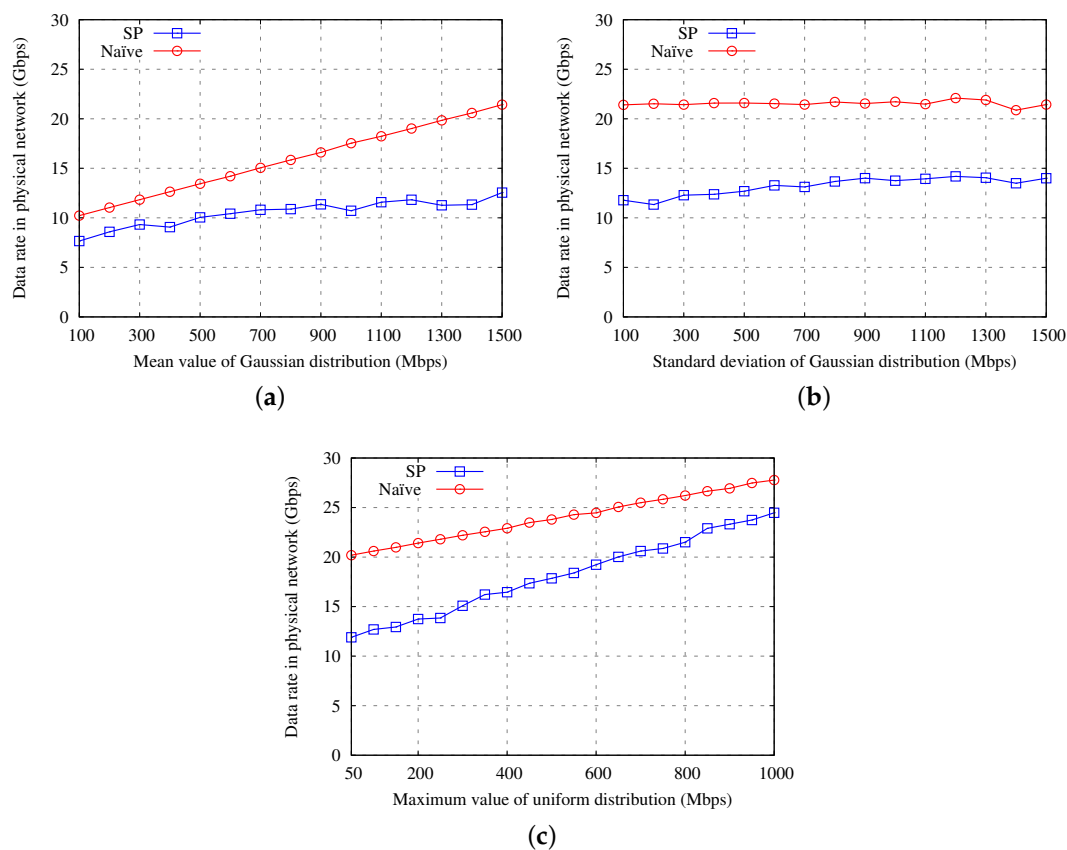 30
25
20
15
10
5
0
Data rate in physical network (Gbps)
SP
Naïve
100 300 500 700 900 1100 1300 1500
Mean value of Gaussian distribution (Mbps)
(a)
30
25
20
15
10
5
0
Data rate in physical network (Gbps)
SP
Naïve
100 300 500 700 900 1100 1300 1500
Standard deviation of Gaussian distribution (Mbps)
(b)
30
25
20
15
10
5
0
Data rate in physical network (Gbps)
SP
Naïve
50 200 400 600 800 1000
Maximum value of uniform distribution (Mbps)
(c)